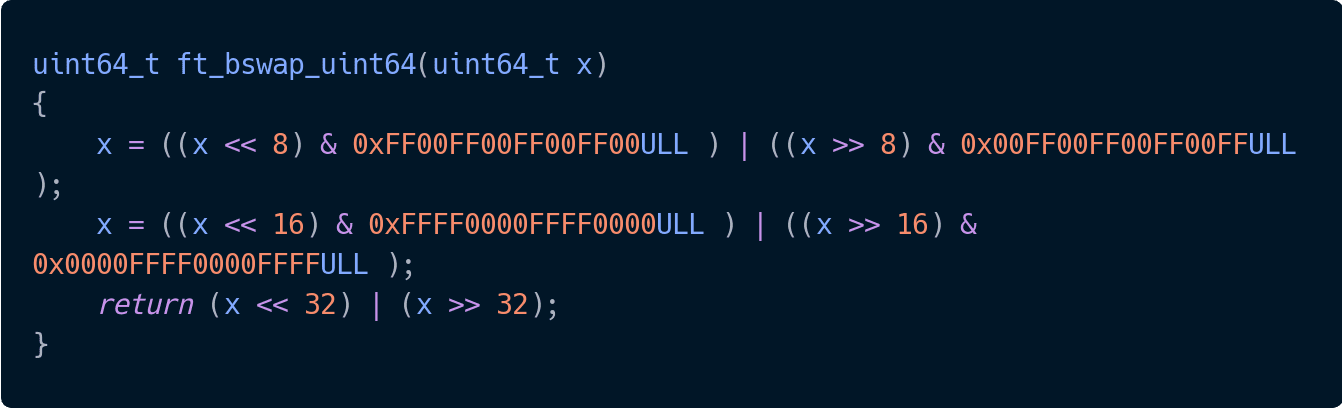 uint64_t ft_bswap_uint64(uint64_t x)
{
    x = ((x << 8) & 0xFF00FF00FF00FF00ULL ) | ((x >> 8) & 0x00FF00FF00FF00FFULL
);
    x = ((x << 16) & 0xFFFF0000FFFF0000ULL ) | ((x >> 16) &
0x0000FFFF0000FFFFULL );
    return (x << 32) | (x >> 32);
}